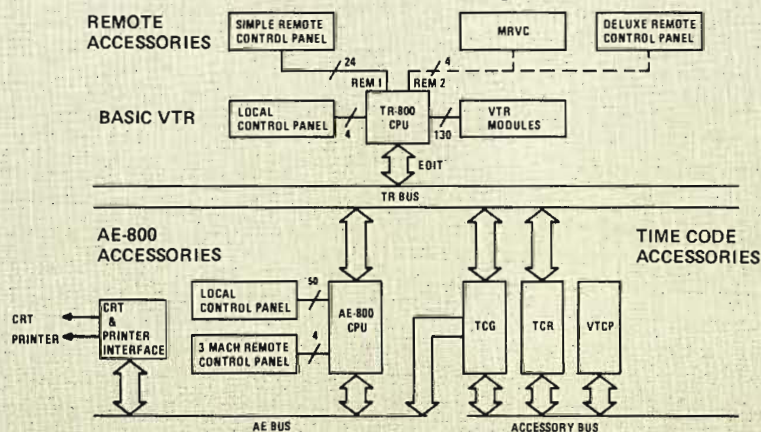 REMOTE
ACCESSORIES
SIMPLE REMOTE
CONTROL PANEL
MRVC
DELUXE REMOTE
CONTROL PANEL
24
4
REM 1
REM 2
BASIC VTR
LOCAL
CONTROL PANEL
4
TR-800
CPU
130
VTR
MODULES
EDIT
TR BUS
AE-800
ACCESSORIES
TIME CODE
ACCESSORIES
CRT
PRINTER
CRT
&
PRINTER
INTERFACE
LOCAL
CONTROL PANEL
50
3 MACH REMOTE
CONTROL PANEL
4
AE-800
CPU
TCG
TCR
VTCP
AE BUS
ACCESSORY BUS